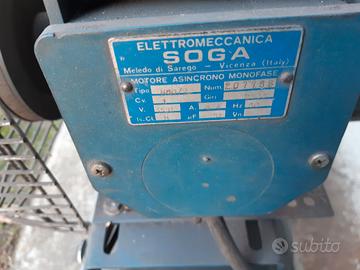 ELETTROMECCANICA
SOGA
Meledo di Sarego - Vicenza (Italy)
MOTORE ASINCRONO MONOFASE
Tipo Num.
Cv. Giri
V. A. Hz
Is.Cl. µF Vn
subito